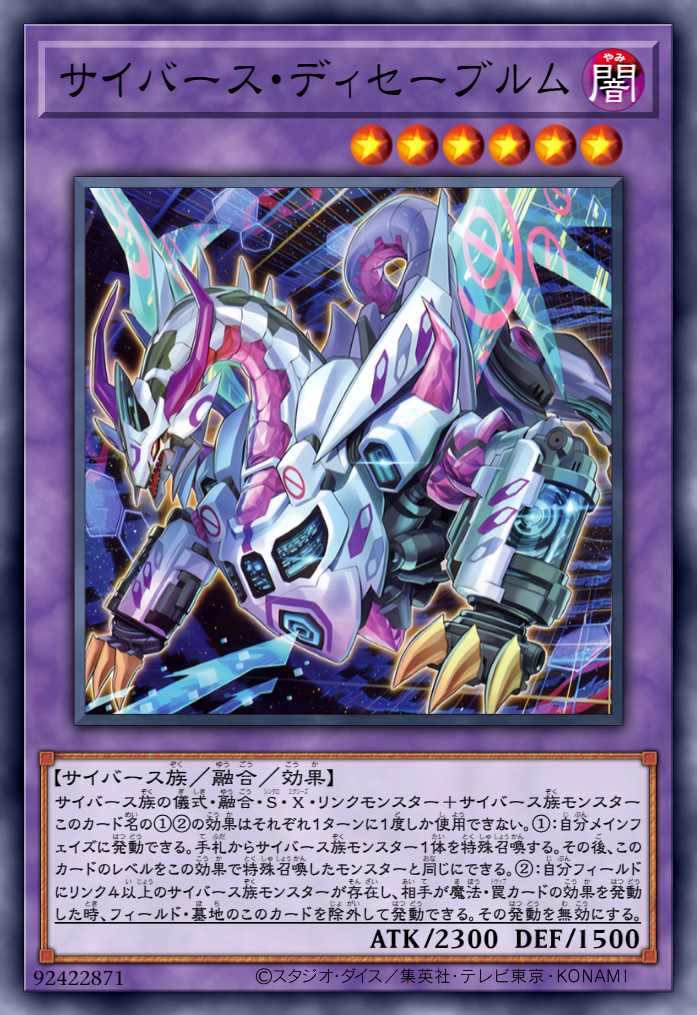 サイバース・ディセーブルム
やみ
闇
【サイバース族／融合／効果】
サイバース族の儀式・融合・S・X・リンクモンスター＋サイバース族モンスター
このカード名の①②の効果はそれぞれ1ターンに1度しか使用できない。①：自分メインフ
ェイズに発動できる。手札からサイバース族モンスター1体を特殊召喚する。その後、この
カードのレベルをこの効果で特殊召喚したモンスターと同じにできる。②：自分フィールド
にリンク4以上のサイバース族モンスターが存在し、相手が魔法・罠カードの効果を発動
した時、フィールド・墓地のこのカードを除外して発動できる。その発動を無効にする。
ATK/2300 DEF/1500
92422871
©スタジオ・ダイス／集英社・テレビ東京・KONAMI